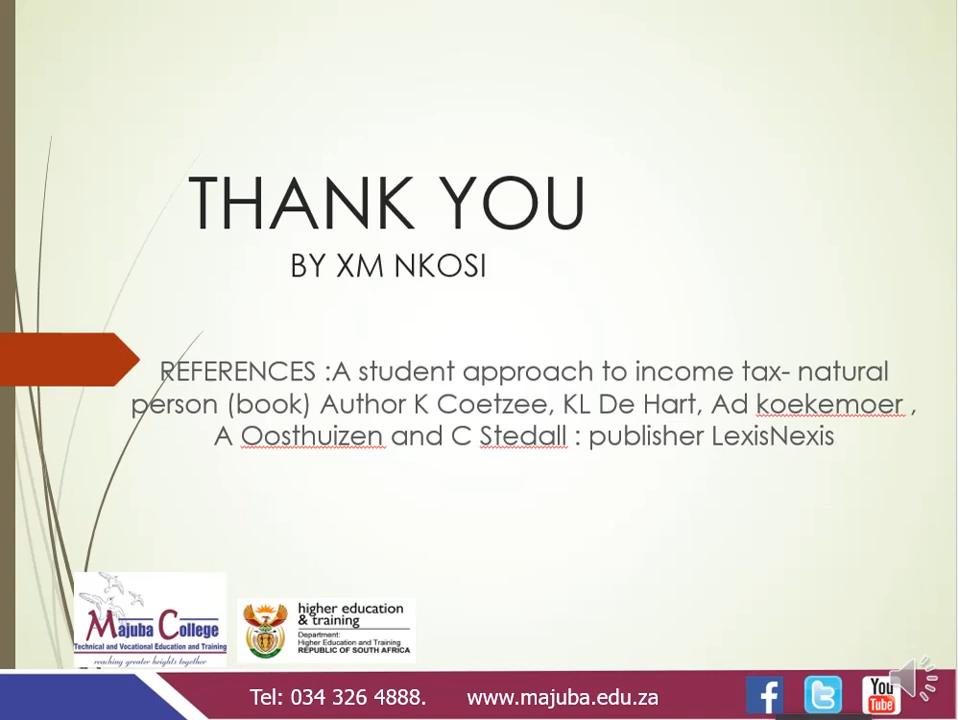 THANK YOU
BY XM NKOSI
REFERENCES :A student approach to income tax- natural
person (book) Author K Coetzee, KL De Hart, Ad koekemoer ,
A Oosthuizen and C Stedall : publisher LexisNexis
Majuba College
Technical and Vocational Education and Training
reaching greater heights together
higher education
& training
Department:
Higher Education and Training
REPUBLIC OF SOUTH AFRICA
Tel: 034 326 4888. www.majuba.edu.za
You
Tube